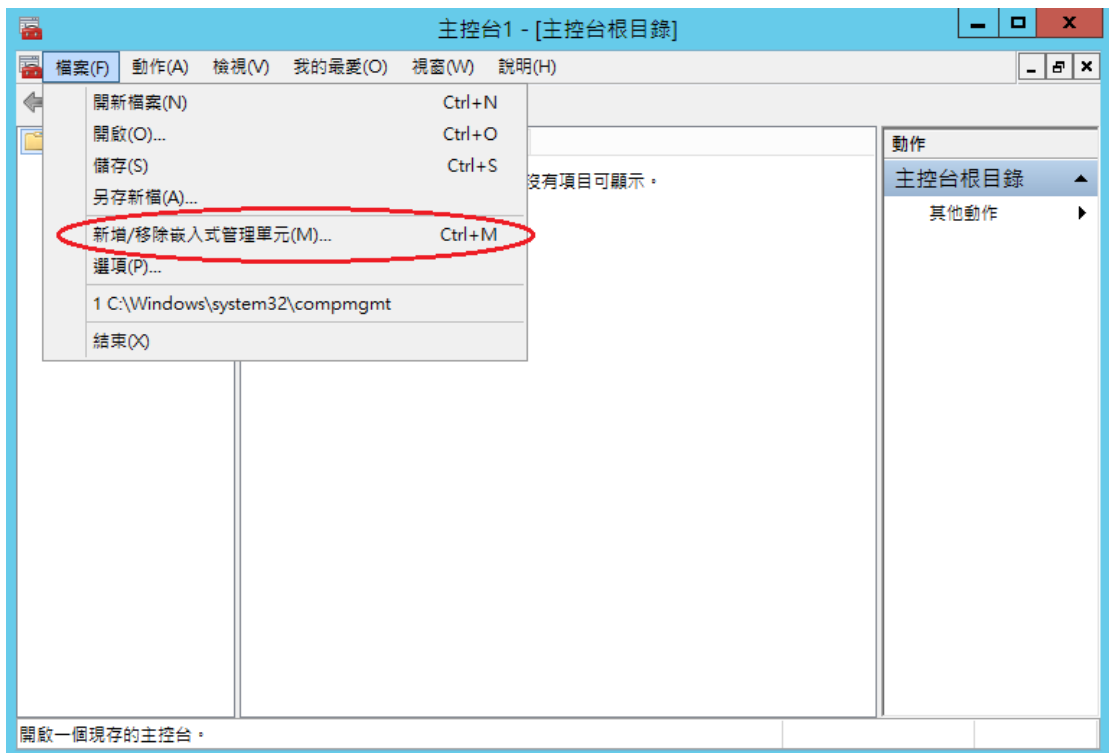 主控台1 - [主控台根目錄]
檔案(F) 動作(A) 檢視(V) 我的最愛(O) 視窗(W) 說明(H)
開新檔案(N) Ctrl+N
開啟(O)... Ctrl+O
儲存(S) Ctrl+S
另存新檔(A)...
新增/移除嵌入式管理單元(M)... Ctrl+M
選項(P)...
1 C:\Windows\system32\compmgmt
結束(X)
沒有項目可顯示。
動作
主控台根目錄
其他動作
開啟一個現存的主控台。